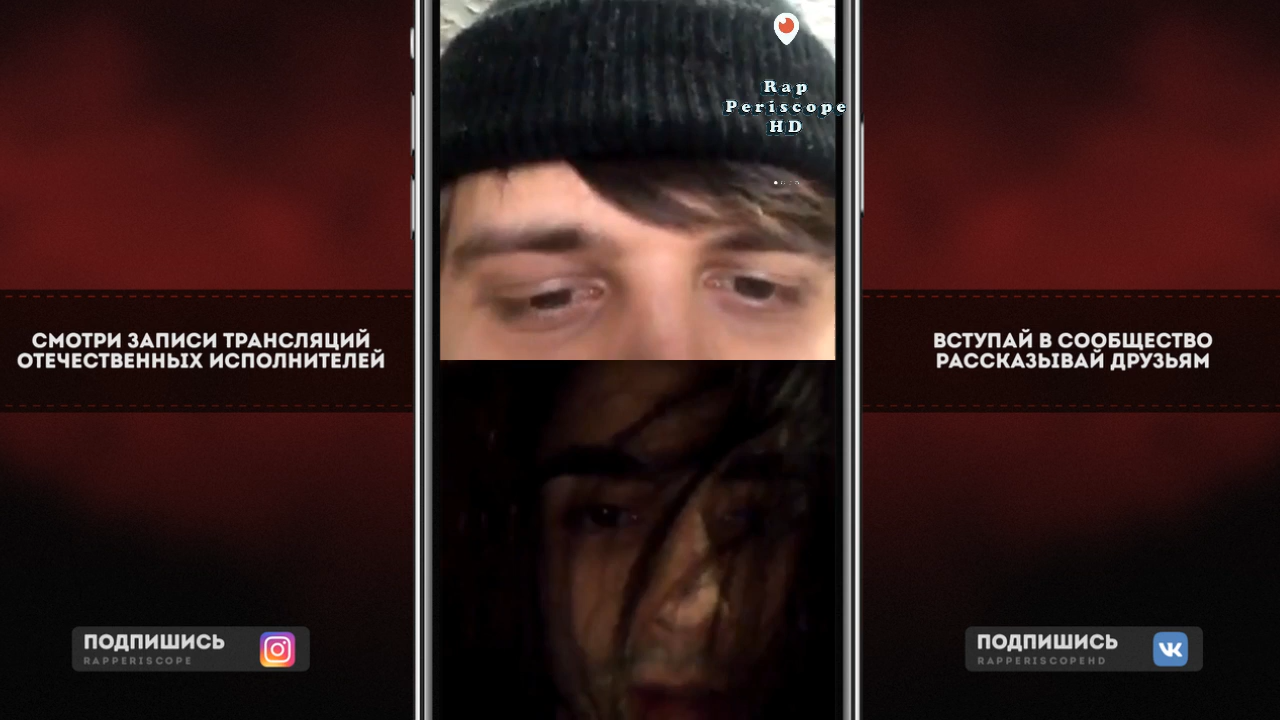 Rap
Periscope
HD
СМОТРИ ЗАПИСИ ТРАНСЛЯЦИЙ
ОТЕЧЕСТВЕННЫХ ИСПОЛНИТЕЛЕЙ
ВСТУПАЙ В СООБЩЕСТВО
РАССКАЗЫВАЙ ДРУЗЬЯМ
ПОДПИШИСЬ
RAPPERISCOPE
ПОДПИШИСЬ
RAPPERISCOPEHD